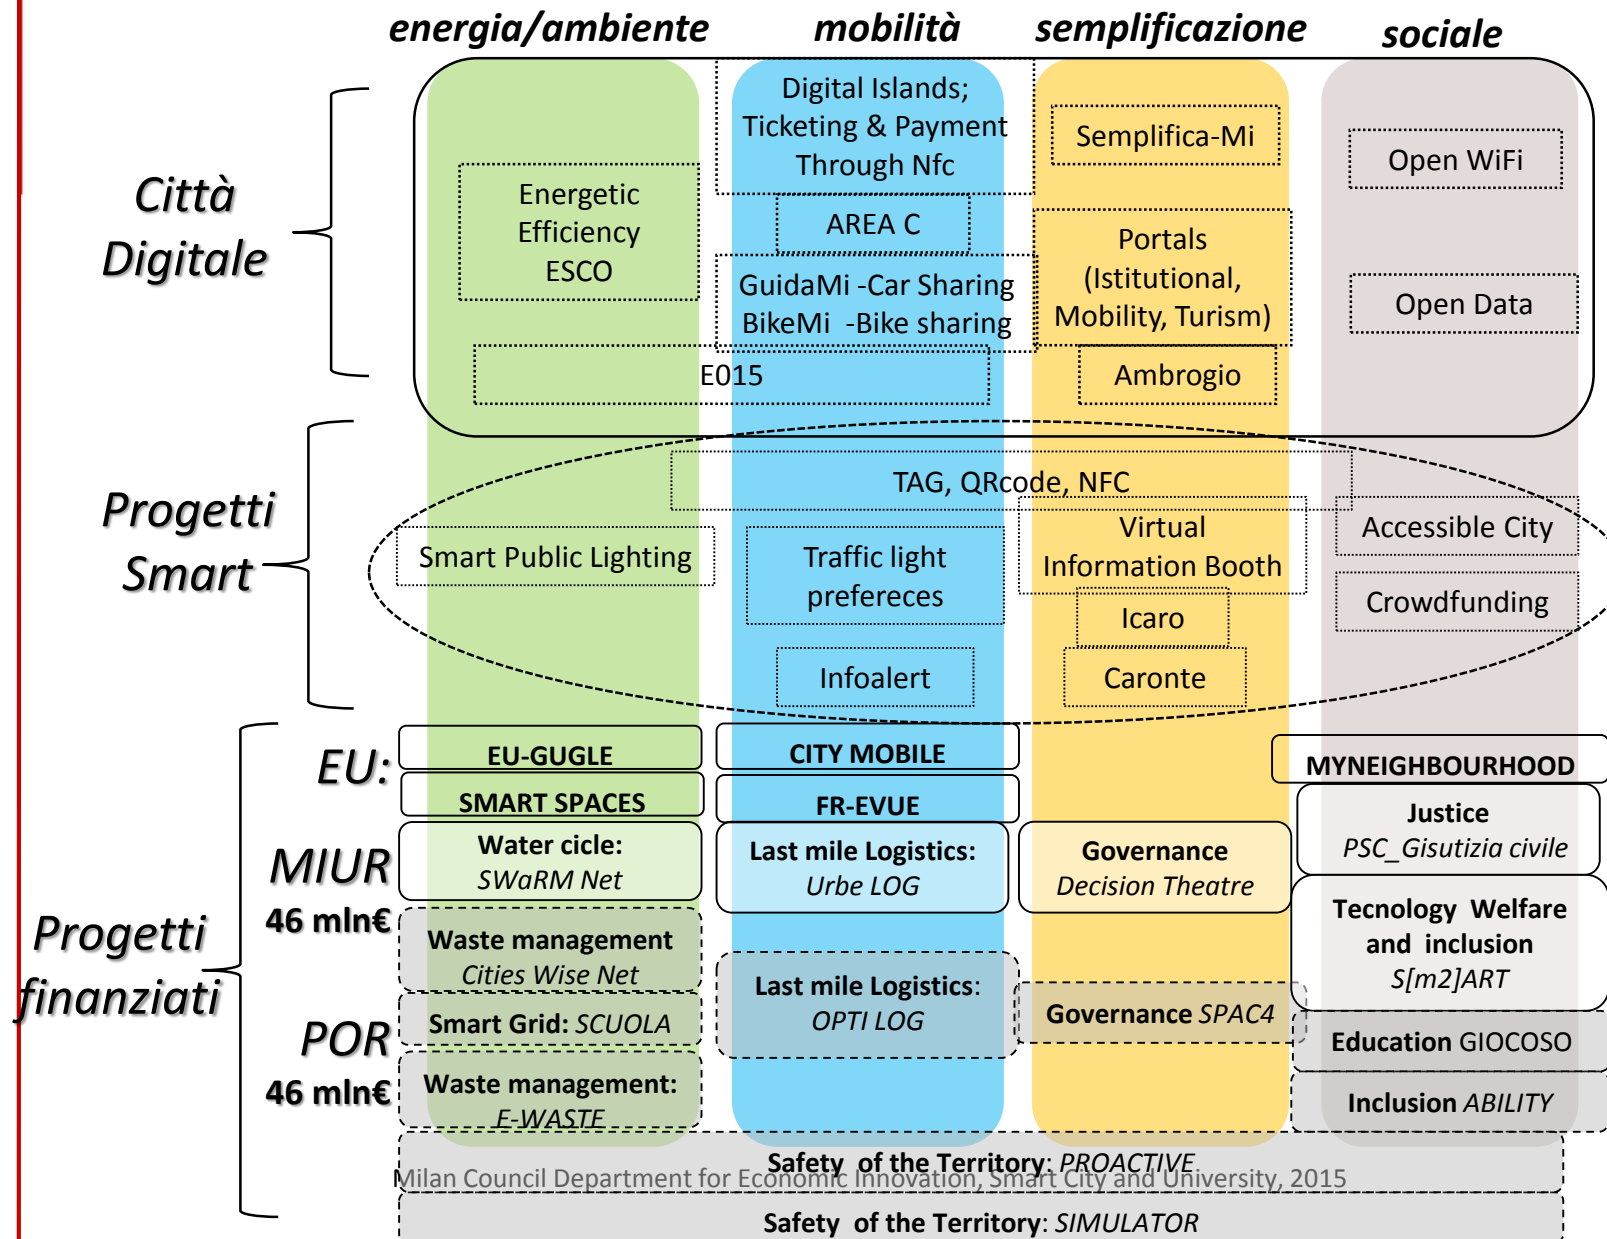 energia/ambiente
mobilità
semplificazione
sociale
Città
Digitale
Energetic
Efficiency
ESCO
Digital Islands;
Ticketing & Payment
Through Nfc
AREA C
GuidaMi -Car Sharing
BikeMi  -Bike sharing
E015
Semplifica-Mi
Portals
(Istitutional,
Mobility, Turism)
Ambrogio
Open WiFi
Open Data
Progetti
Smart
TAG, QRcode, NFC
Smart Public Lighting
Traffic light
prefereces
Infoalert
Virtual
Information Booth
Icaro
Caronte
Accessible City
Crowdfunding
Progetti
finanziati
EU:
EU-GUGLE
SMART SPACES
CITY MOBILE
FR-EVUE
MYNEIGHBOURHOOD
MIUR
46 mln€
Water cicle:
SWaRM Net
Last mile Logistics:
Urbe LOG
Governance
Decision Theatre
Justice
PSC_Gisutizia civile
Tecnology  Welfare
and  inclusion
S[m2]ART
POR
46 mln€
Waste management
Cities Wise Net
Smart Grid: SCUOLA
Waste management:
E-WASTE
Last mile Logistics:
OPTI LOG
Governance SPAC4
Education GIOCOSO
Inclusion ABILITY
Safety  of the Territory: PROACTIVE
Milan Council Department for Economic Innovation, Smart City and University, 2015
Safety  of the Territory: SIMULATOR